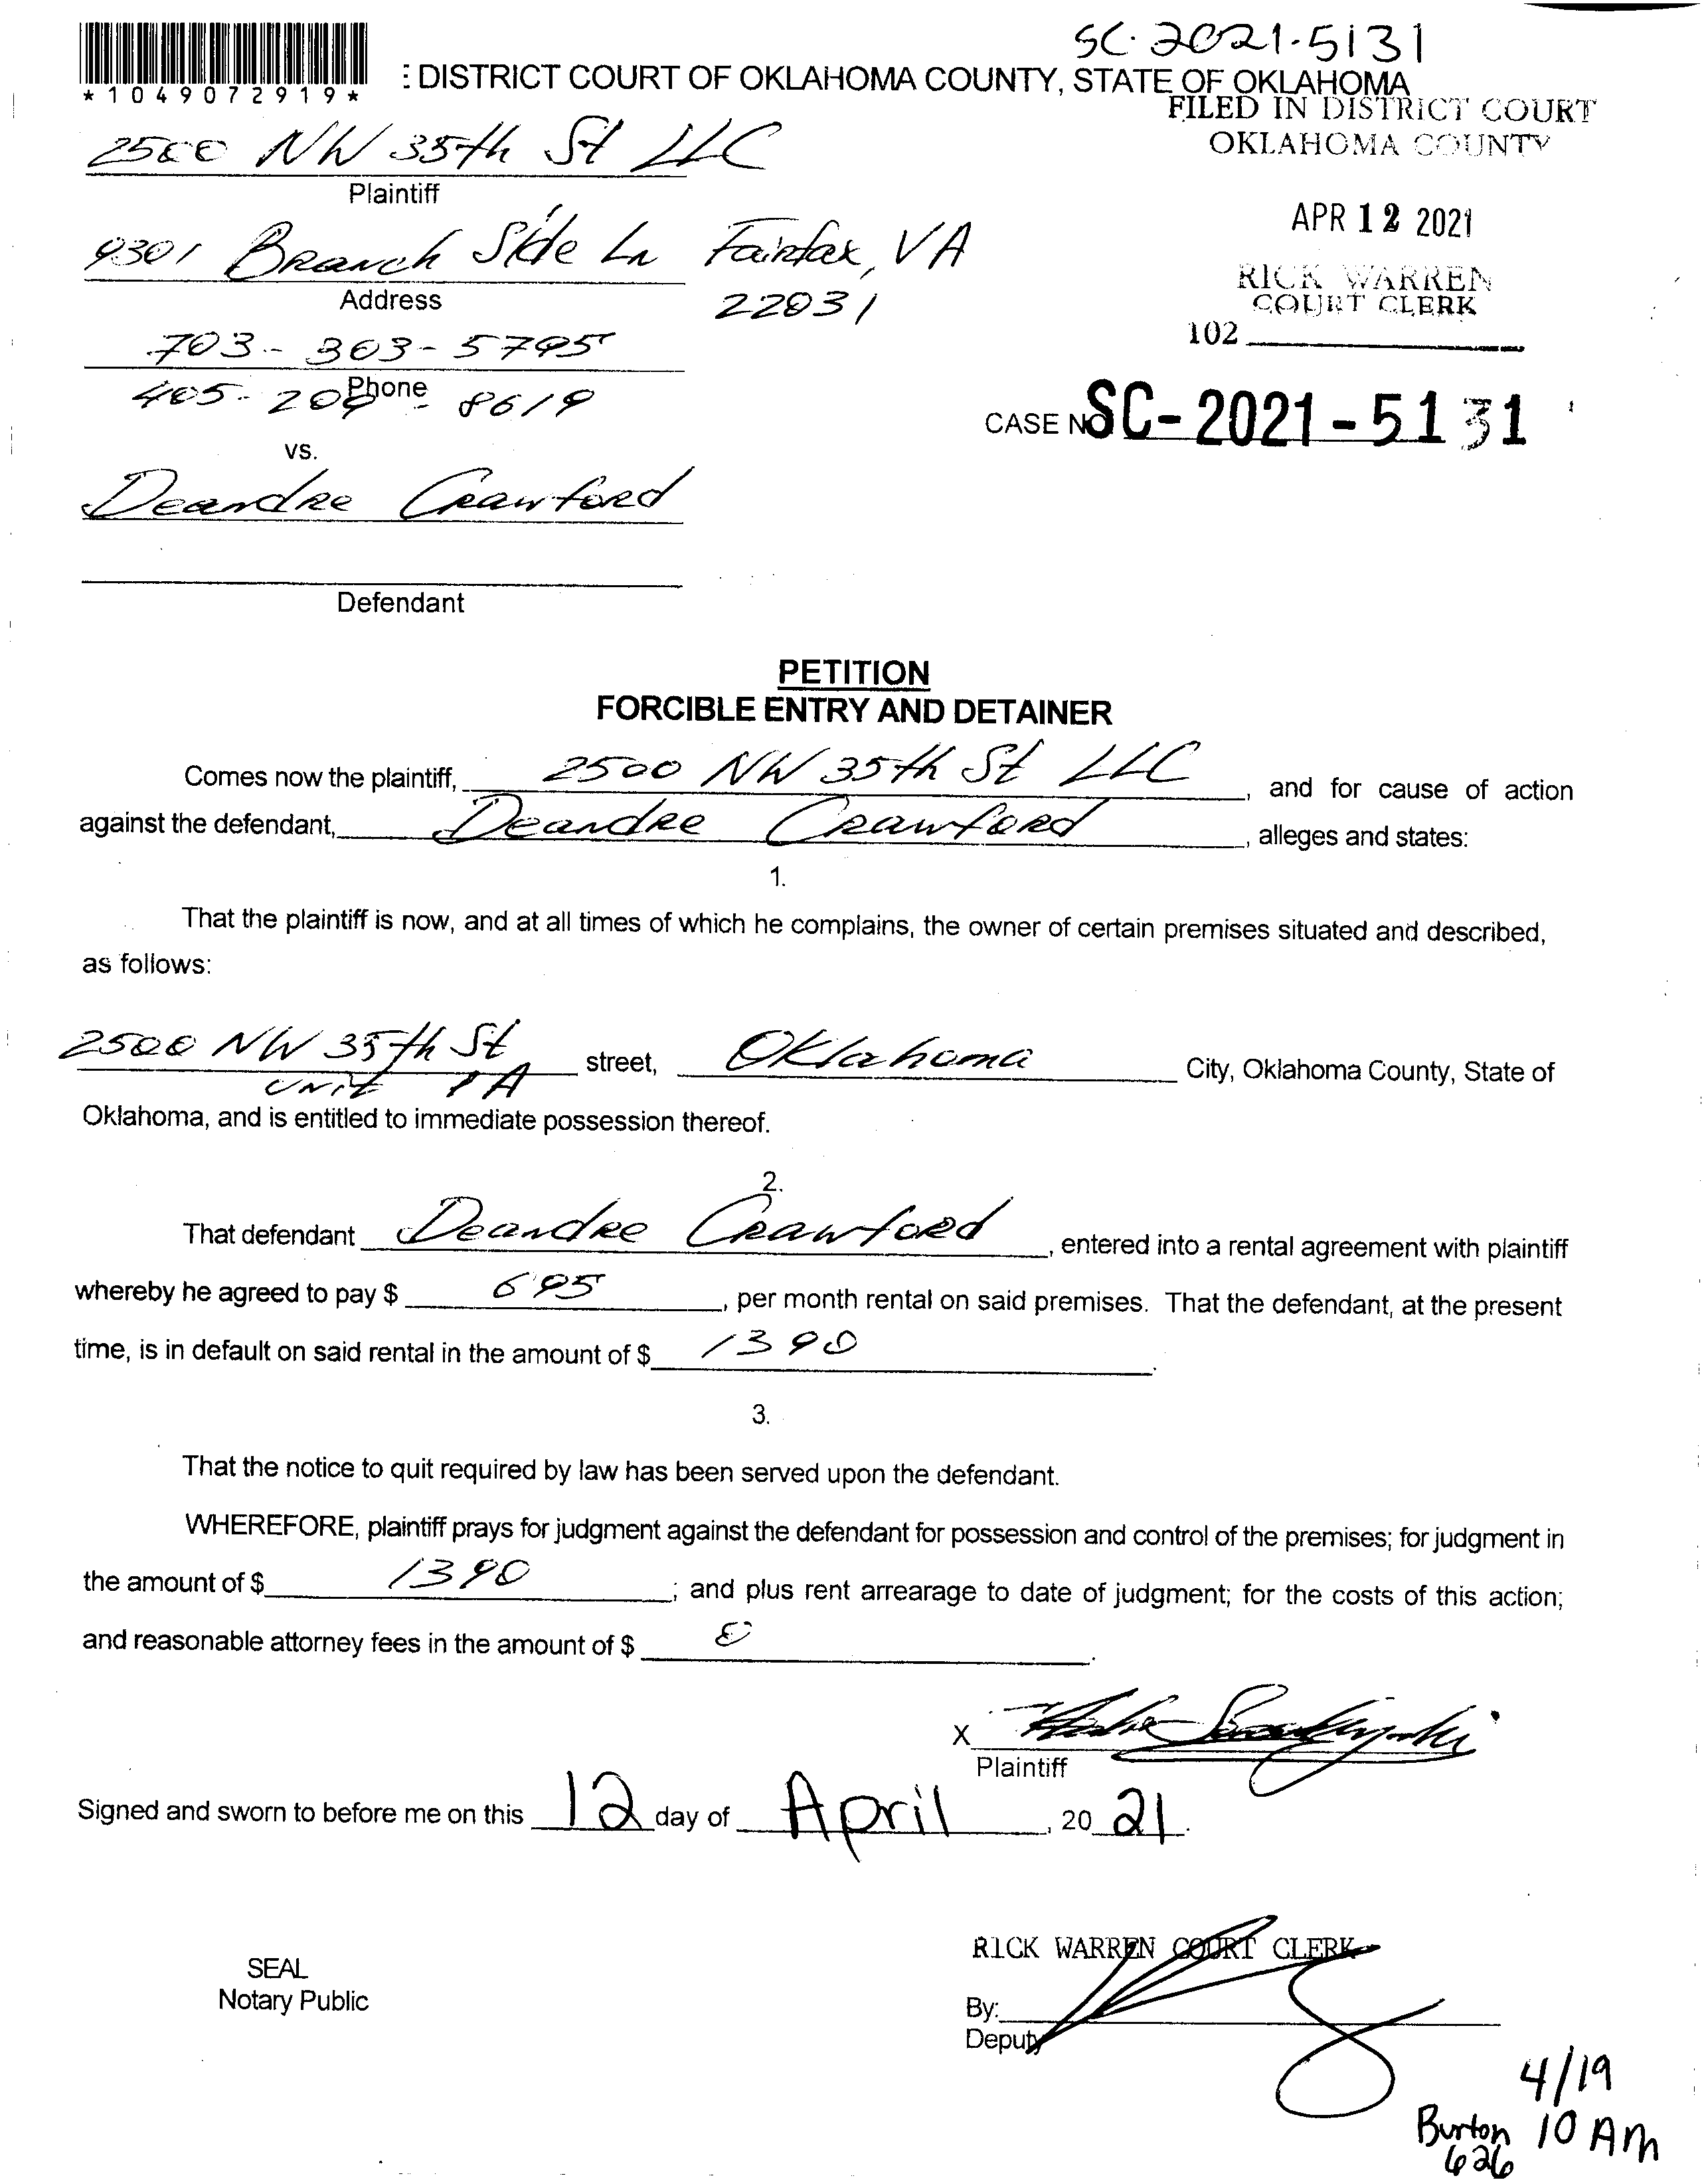 SC-2021-5131
*1049072919*
: DISTRICT COURT OF OKLAHOMA COUNTY, STATE OF OKLAHOMA
FILED IN DISTRICT COURT
OKLAHOMA COUNTY
2500 NW 35th St LLC
Plaintiff
APR 12 2021
9301 Branch Side Ln Fairfax, VA
22031
Address
RICK WARREN
COURT CLERK
102
703-303-5795
Phone
405-209-8619
CASE NO SC-2021-5131
vs.
Deandre Crawford
Defendant
PETITION
FORCIBLE ENTRY AND DETAINER
Comes now the plaintiff, 2500 NW 35th St LLC, and for cause of action
against the defendant, Deandre Crawford, alleges and states:
1.
That the plaintiff is now, and at all times of which he complains, the owner of certain premises situated and described,
as follows:
2500 NW 35th St street, Oklahoma City, Oklahoma County, State of
Unit 1A
Oklahoma, and is entitled to immediate possession thereof.
2.
That defendant Deandre Crawford, entered into a rental agreement with plaintiff
whereby he agreed to pay $ 695, per month rental on said premises. That the defendant, at the present
time, is in default on said rental in the amount of $ 1390.
3.
That the notice to quit required by law has been served upon the defendant.
WHEREFORE, plaintiff prays for judgment against the defendant for possession and control of the premises; for judgment in
the amount of $ 1390; and plus rent arrearage to date of judgment; for the costs of this action;
and reasonable attorney fees in the amount of $ 0.
X
Plaintiff
Signed and sworn to before me on this 12 day of April, 20 21.
RICK WARREN COURT CLERK
SEAL
Notary Public
By:
Deputy
4/19
Burton 10 AM
626